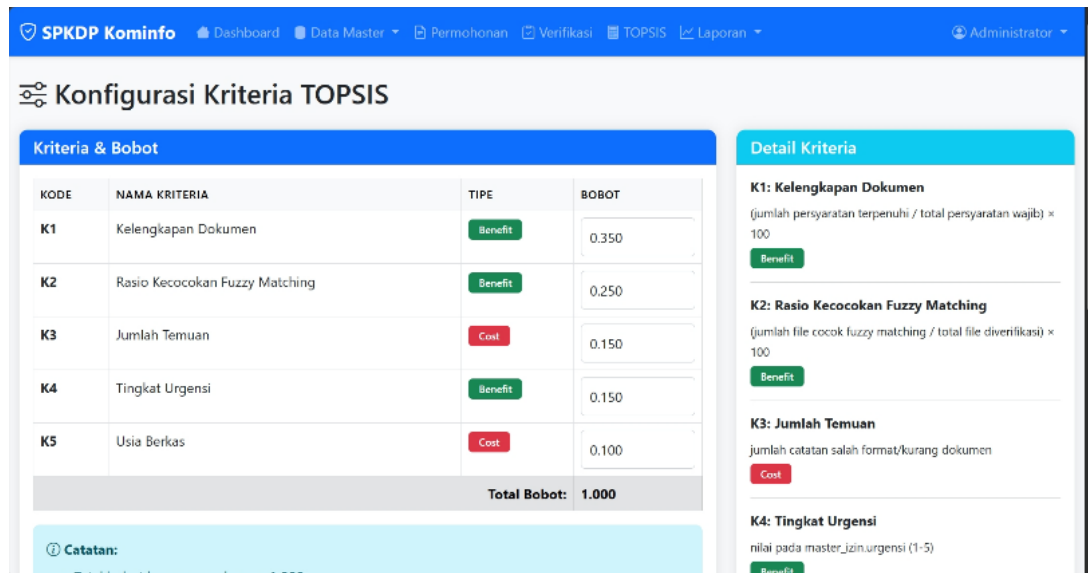 SPKDP Kominfo Dashboard Data Master Permohonan Verifikasi TOPSIS Laporan Administrator
Konfigurasi Kriteria TOPSIS
Kriteria & Bobot
KODE NAMA KRITERIA TIPE BOBOT
K1 Kelengkapan Dokumen Benefit 0.350
K2 Rasio Kecocokan Fuzzy Matching Benefit 0.250
K3 Jumlah Temuan Cost 0.150
K4 Tingkat Urgensi Benefit 0.150
K5 Usia Berkas Cost 0.100
Total Bobot: 1.000
Catatan:
Detail Kriteria
K1: Kelengkapan Dokumen
(jumlah persyaratan terpenuhi / total persyaratan wajib) ×
100
Benefit
K2: Rasio Kecocokan Fuzzy Matching
(jumlah file cocok fuzzy matching / total file diverifikasi) ×
100
Benefit
K3: Jumlah Temuan
jumlah catatan salah format/kurang dokumen
Cost
K4: Tingkat Urgensi
nilai pada master_izin.urgensi (1-5)
Benefit